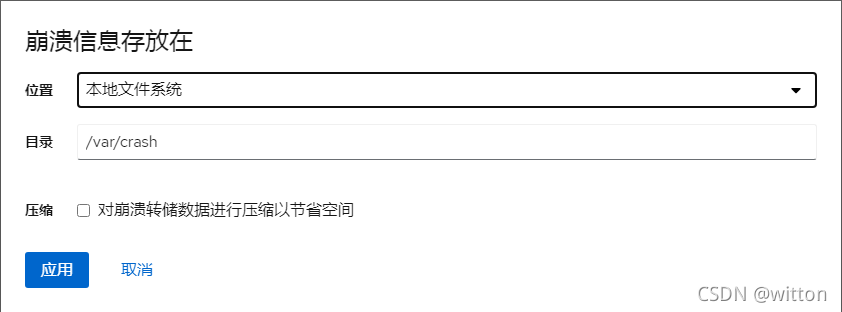 崩溃信息存放在
位置 本地文件系统
目录 /var/crash
压缩 对崩溃转储数据进行压缩以节省空间
应用 取消
CSDN @witton